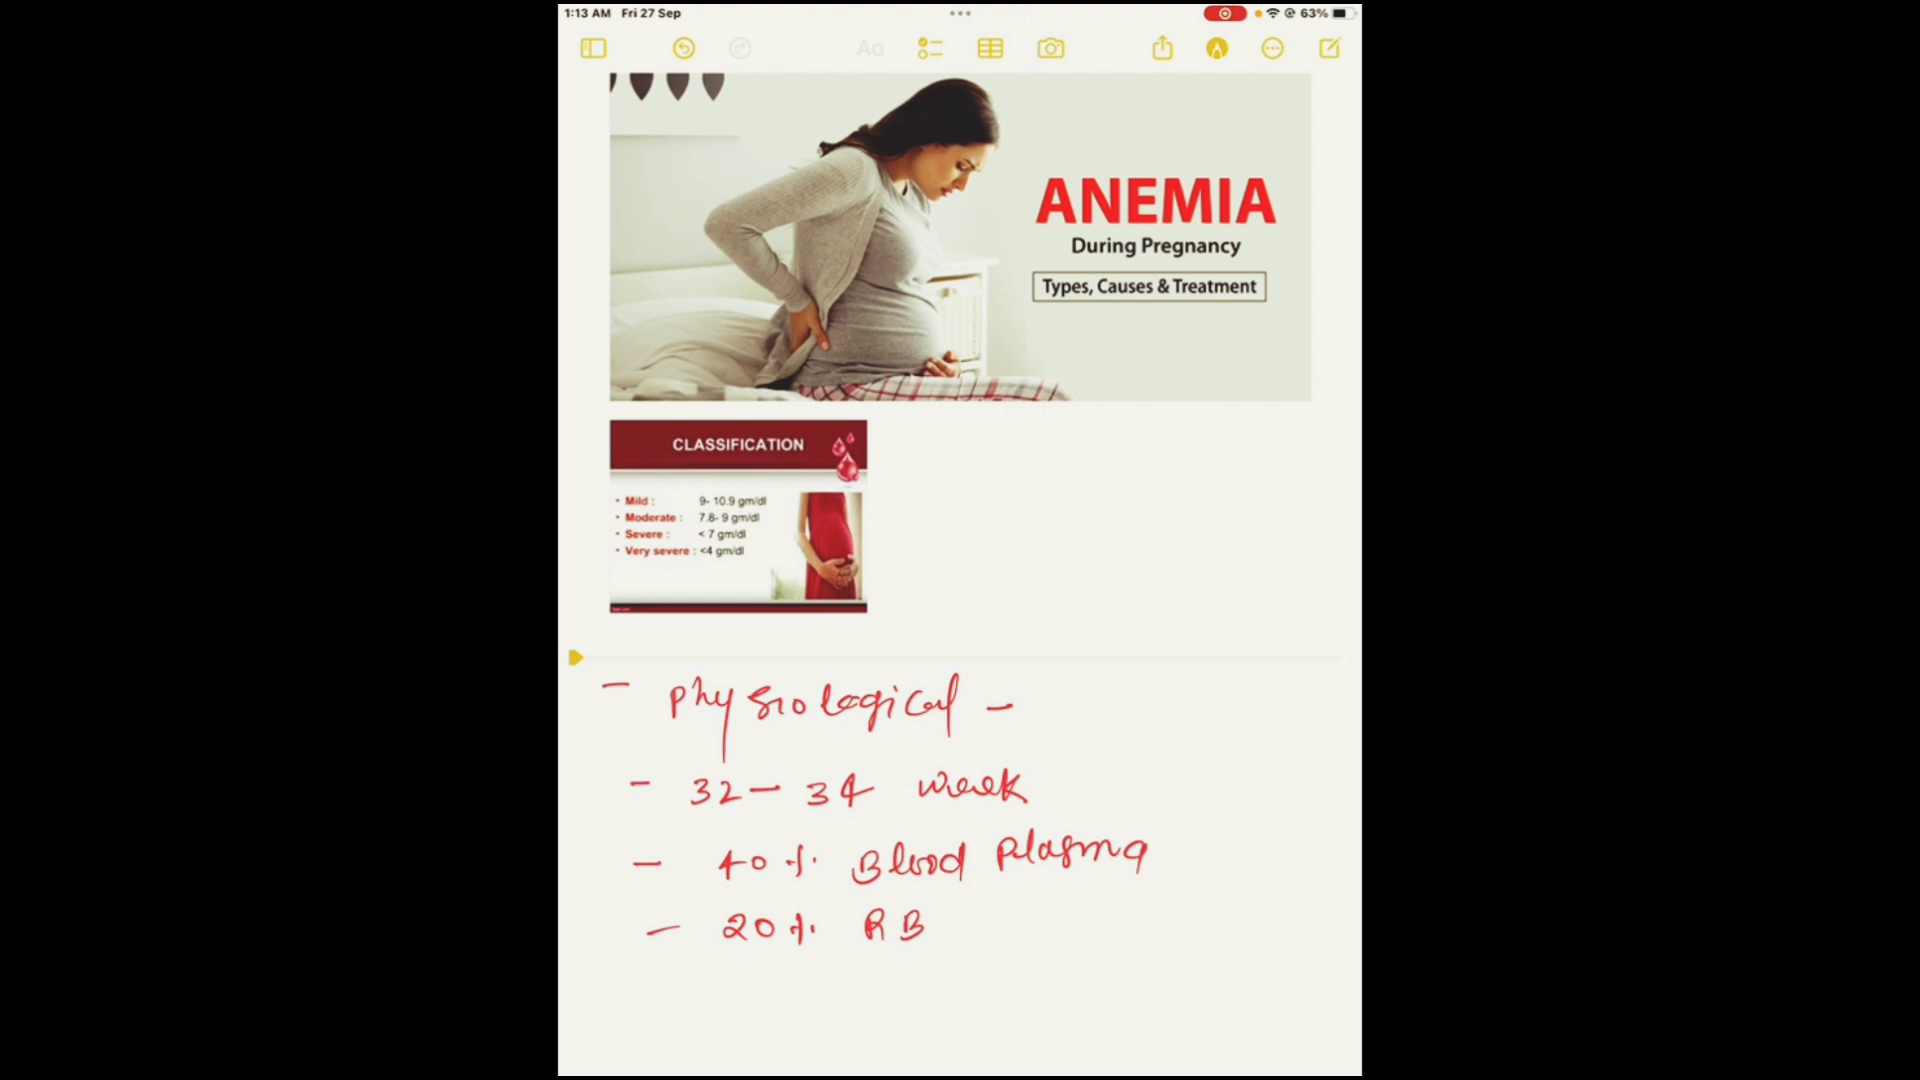 1:13 AM Fri 27 Sep
63%
Aa
ANEMIA
During Pregnancy
Types, Causes & Treatment
CLASSIFICATION
• Mild : 9- 10.9 gm/dl
• Moderate : 7.8- 9 gm/dl
• Severe : < 7 gm/dl
• Very severe : <4 gm/dl
- Physiological -
- 32 - 34 week
- 40 %. Blood Plasma
- 20 %. RB